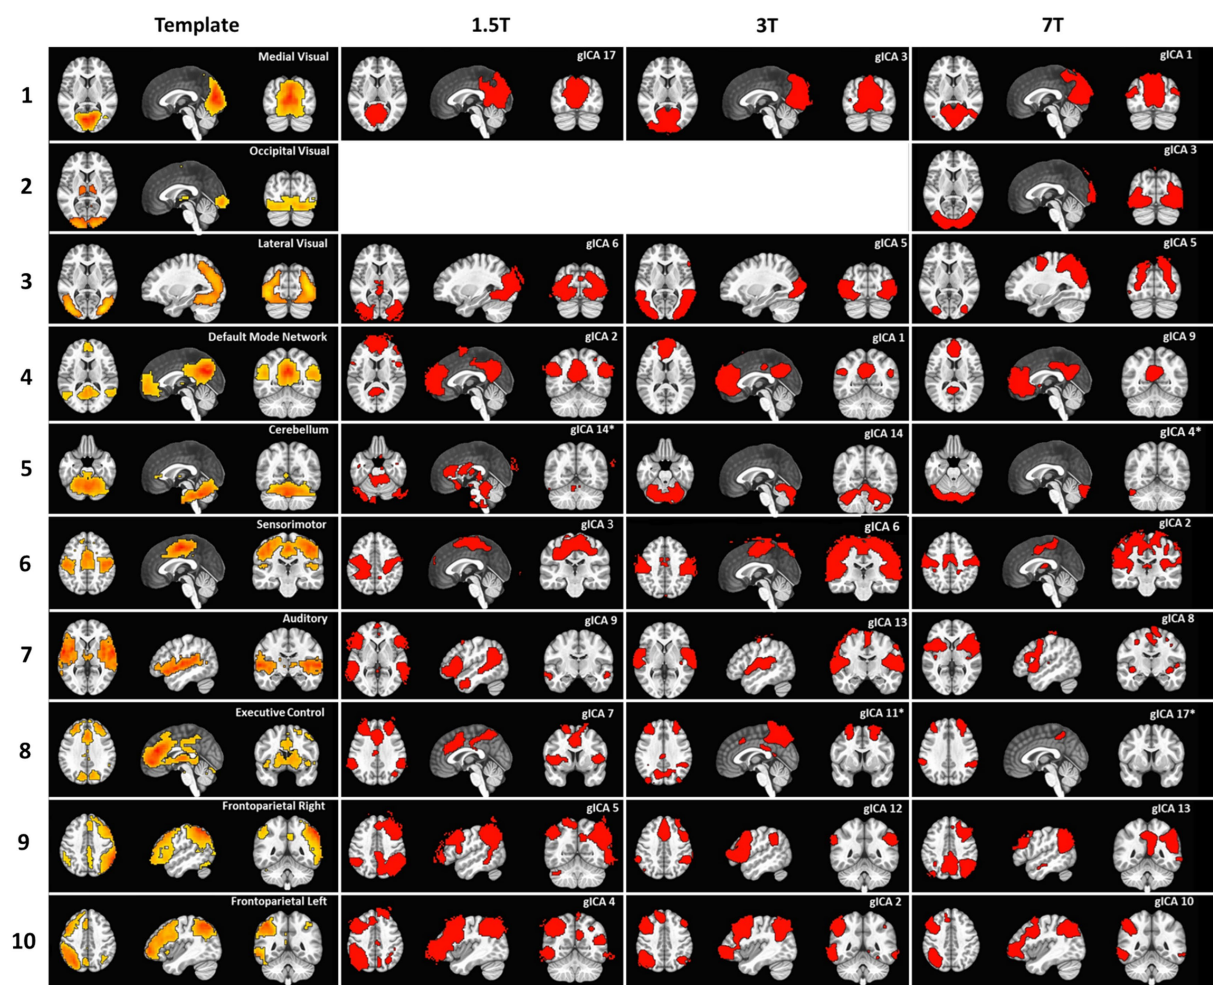 Template 1.5T 3T 7T
1 Medial Visual gICA 17 gICA 3 gICA 1
2 Occipital Visual gICA 3
3 Lateral Visual gICA 6 gICA 5 gICA 5
4 Default Mode Network gICA 2 gICA 1 gICA 9
5 Cerebellum gICA 14* gICA 14 gICA 4*
6 Sensorimotor gICA 3 gICA 6 gICA 2
7 Auditory gICA 9 gICA 13 gICA 8
8 Executive Control gICA 7 gICA 11* gICA 17*
9 Frontoparietal Right gICA 5 gICA 12 gICA 13
10 Frontoparietal Left gICA 4 gICA 2 gICA 10